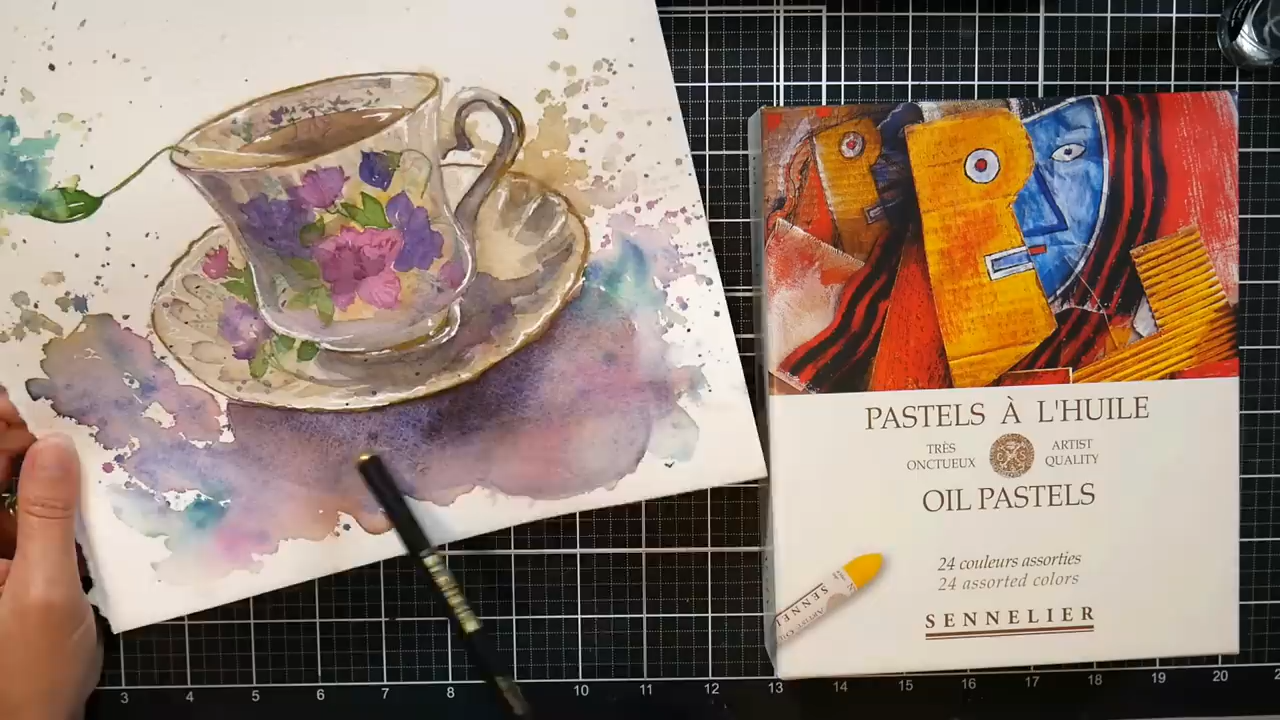 PASTELS À L'HUILE
TRÈS ONCTUEUX
ARTIST QUALITY
OIL PASTELS
24 couleurs assorties
24 assorted colors
SENNELIER
3 4 5 6 7 8 10 11 12 13 14 15 16 17 18 19 20